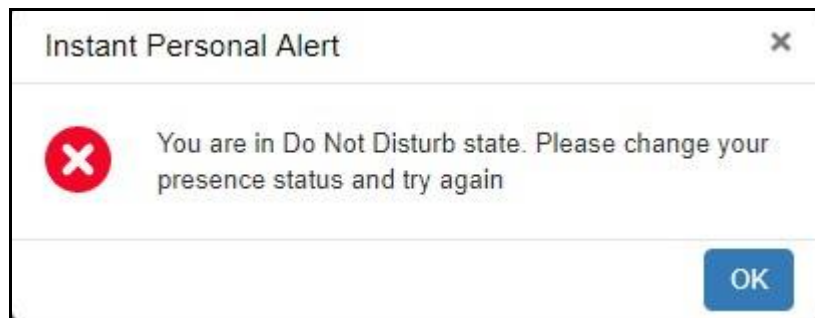 Instant Personal Alert
You are in Do Not Disturb state. Please change your
presence status and try again
OK